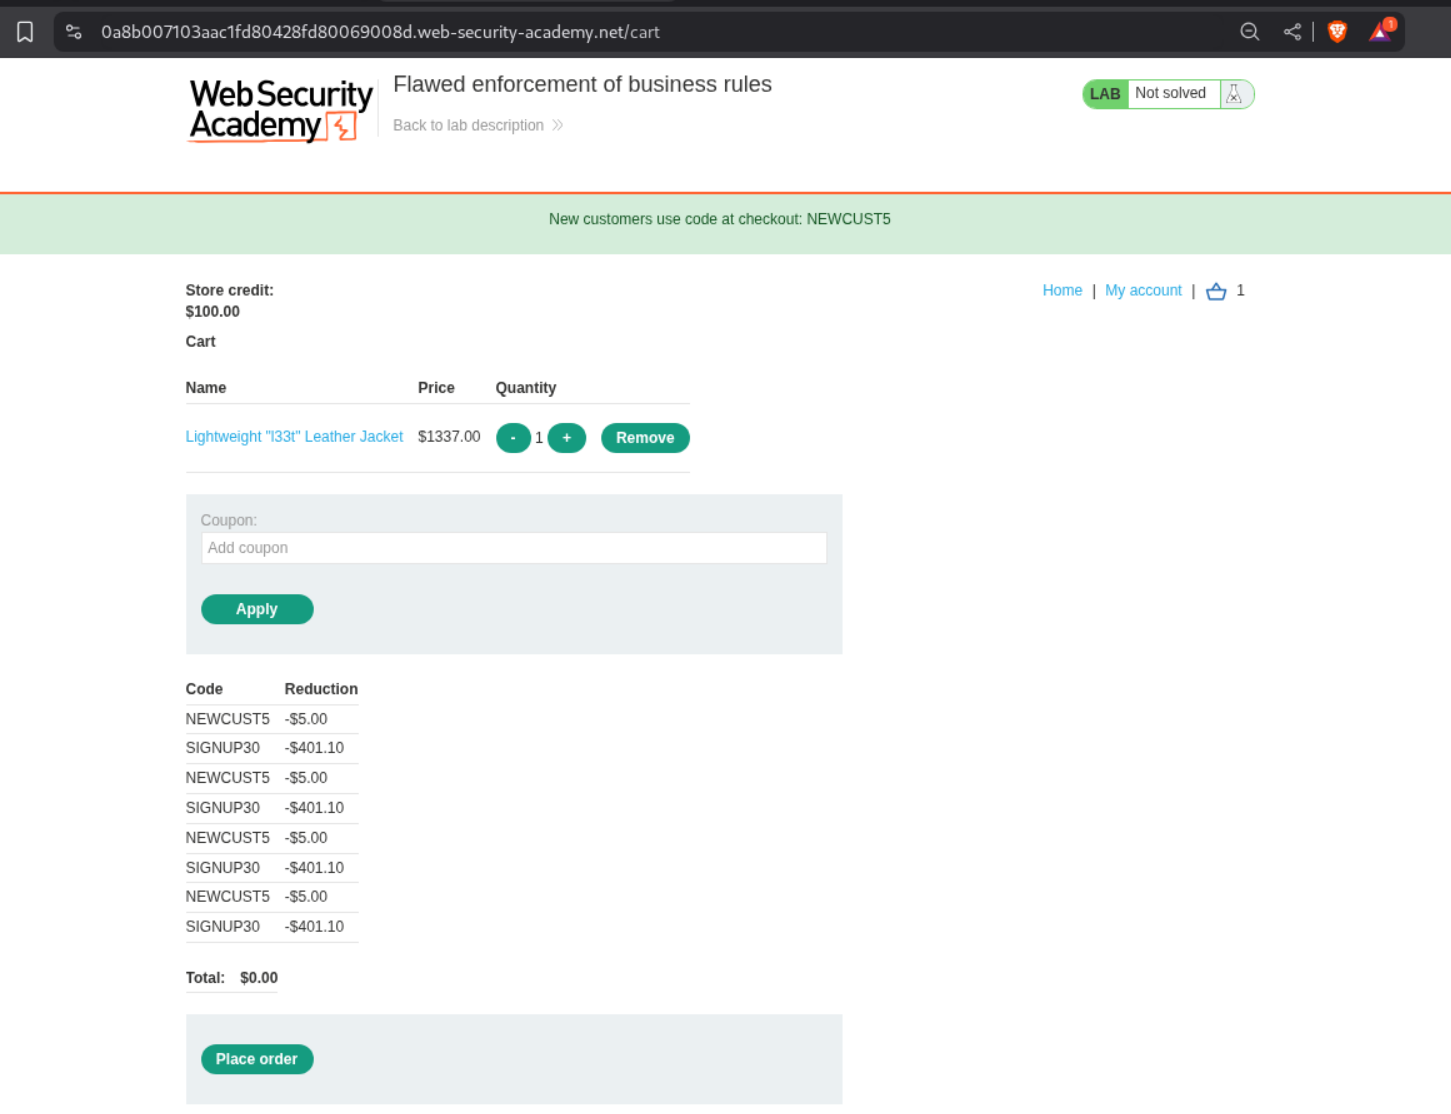 0a8b007103aac1fd80428fd80069008d.web-security-academy.net/cart
1
Web Security
Academy
Flawed enforcement of business rules
Back to lab description
LAB Not solved
New customers use code at checkout: NEWCUST5
Store credit:
$100.00
Home | My account | 1
Cart
Name Price Quantity
Lightweight "l33t" Leather Jacket $1337.00 - 1 + Remove
Coupon:
Add coupon
Apply
Code Reduction
NEWCUST5 -$5.00
SIGNUP30 -$401.10
NEWCUST5 -$5.00
SIGNUP30 -$401.10
NEWCUST5 -$5.00
SIGNUP30 -$401.10
NEWCUST5 -$5.00
SIGNUP30 -$401.10
Total: $0.00
Place order